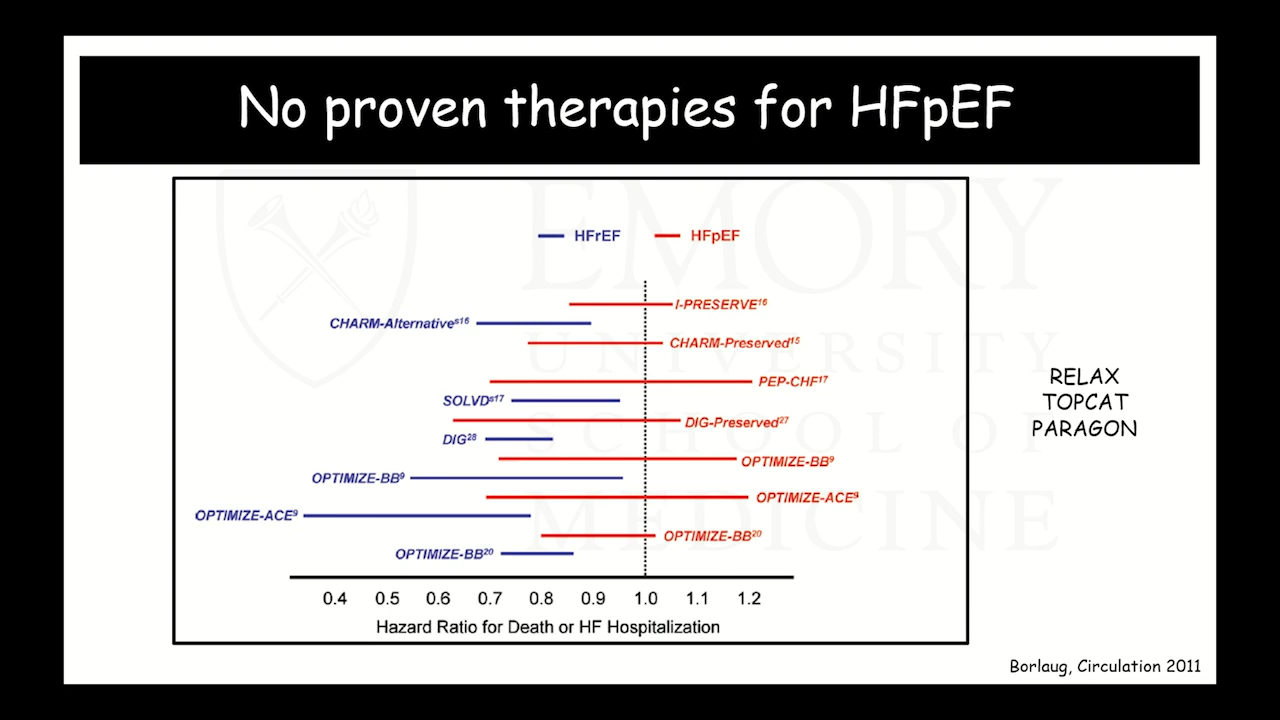 No proven therapies for HFpEF
EMORY
UNIVERSITY
SCHOOL OF
MEDICINE
HFrEF
HFpEF
I-PRESERVE16
CHARM-Alternatives16
CHARM-Preserved15
PEP-CHF17
SOLVDs17
DIG-Preserved27
DIG28
OPTIMIZE-BB9
OPTIMIZE-BB9
OPTIMIZE-ACE9
OPTIMIZE-ACE9
OPTIMIZE-BB20
OPTIMIZE-BB20
0.4 0.5 0.6 0.7 0.8 0.9 1.0 1.1 1.2
Hazard Ratio for Death or HF Hospitalization
RELAX
TOPCAT
PARAGON
Borlaug, Circulation 2011